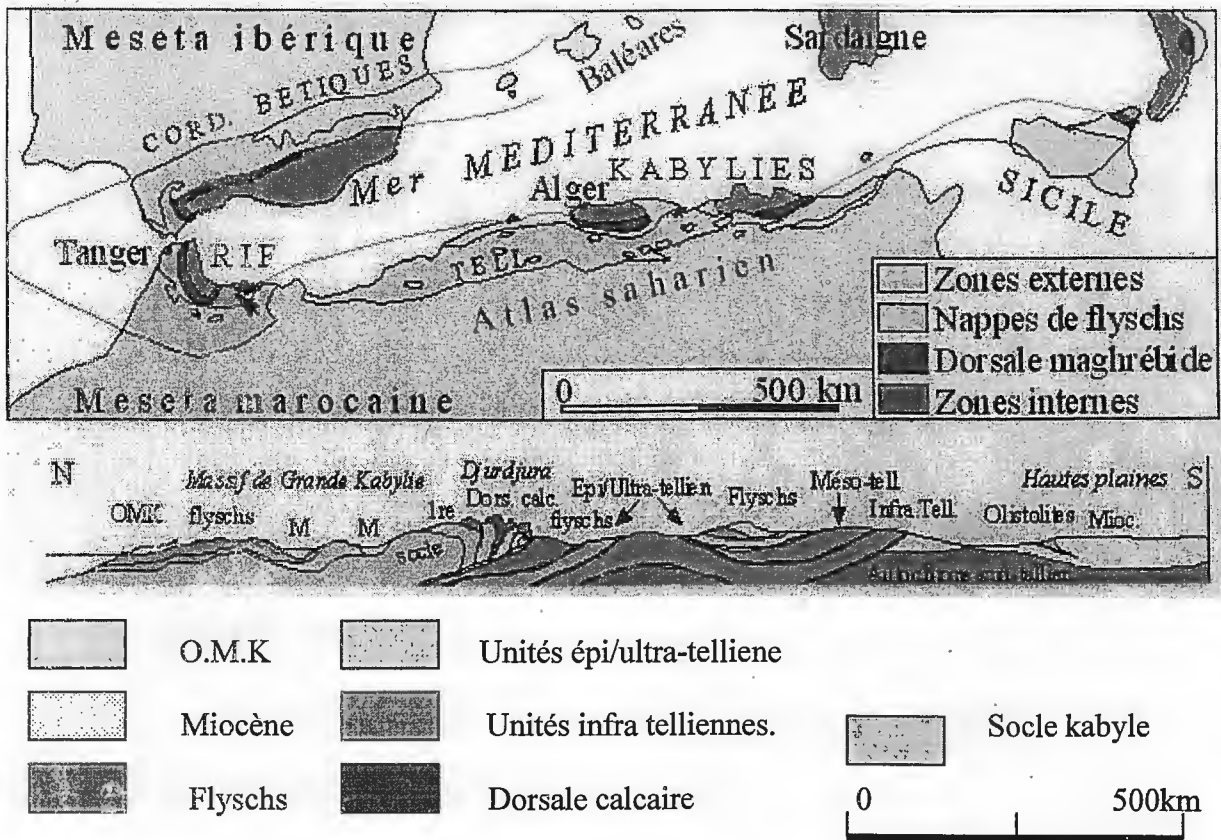 Meseta ibérique
CORD. BETIQUES
Baléares
Sardaigne
Mer MEDITERRANEE
KABYLIES
Alger
SICILE
Tanger
RIF
TELL
Atlas saharien
Meseta marocaine
0 500 km
Zones externes
Nappes de flyschs
Dorsale maghrébide
Zones internes
N Massif de Grande Kabylie Djurdjura Méso-tell. Hautes plaines S
OMK flyschs M M 1re Dors. calc. flyschs Epi/Ultra-tellien Flyschs Infra Tell. Olistolites Mioc.
socle
O.M.K Unités épi/ultra-telliene
Miocène Unités infra telliennes. Socle kabyle
Flyschs Dorsale calcaire 0 500km